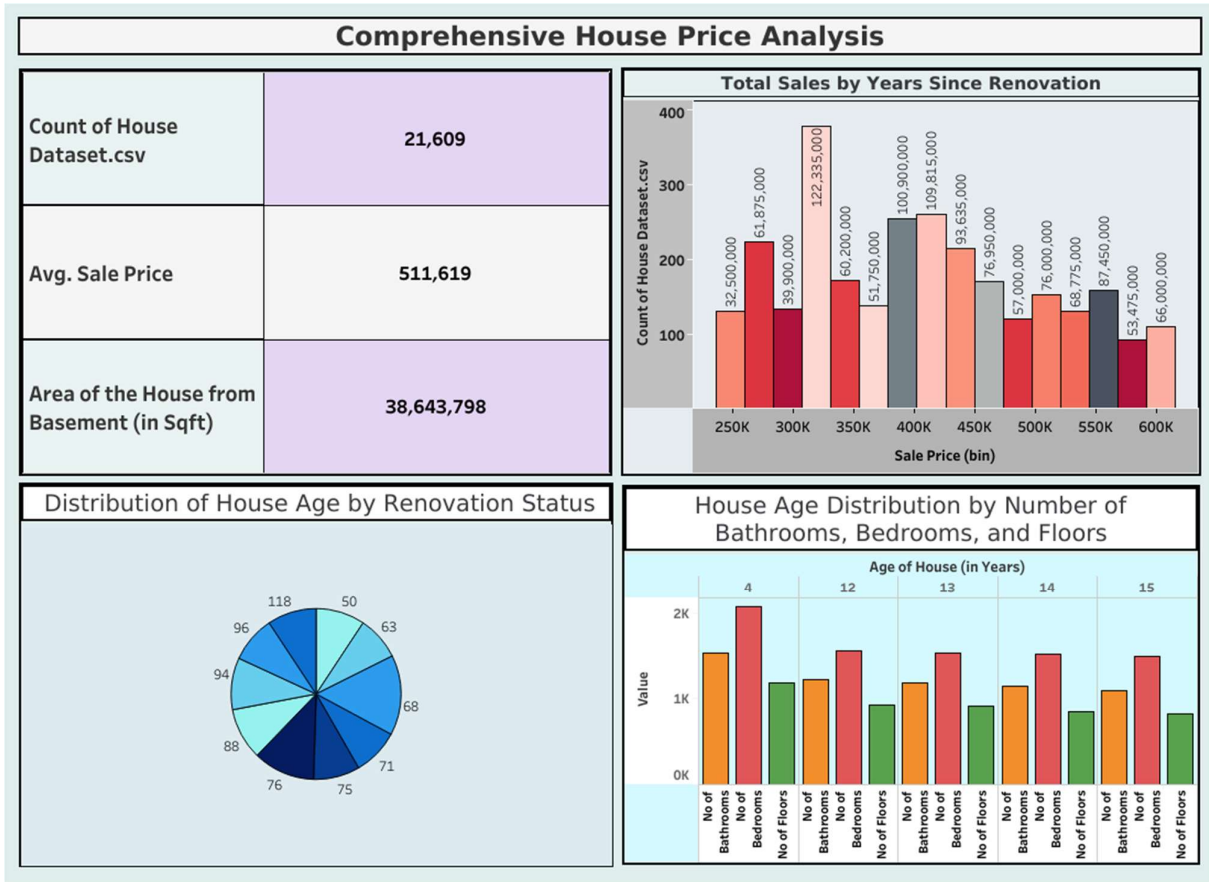 Comprehensive House Price Analysis
Count of House
Dataset.csv
21,609
Avg. Sale Price
511,619
Area of the House from
Basement (in Sqft)
38,643,798
Total Sales by Years Since Renovation
Count of House Dataset.csv
400
300
200
100
32,500,000
61,875,000
39,900,000
122,335,000
60,200,000
51,750,000
100,900,000
109,815,000
93,635,000
76,950,000
57,000,000
76,000,000
68,775,000
87,450,000
53,475,000
66,000,000
250K 300K 350K 400K 450K 500K 550K 600K
Sale Price (bin)
Distribution of House Age by Renovation Status
50
63
68
71
75
76
88
94
96
118
House Age Distribution by Number of
Bathrooms, Bedrooms, and Floors
Age of House (in Years)
4 12 13 14 15
Value
2K
1K
0K
No of
Bathrooms
No of
Bedrooms
No of Floors
No of
Bathrooms
No of
Bedrooms
No of Floors
No of
Bathrooms
No of
Bedrooms
No of Floors
No of
Bathrooms
No of
Bedrooms
No of Floors
No of
Bathrooms
No of
Bedrooms
No of Floors